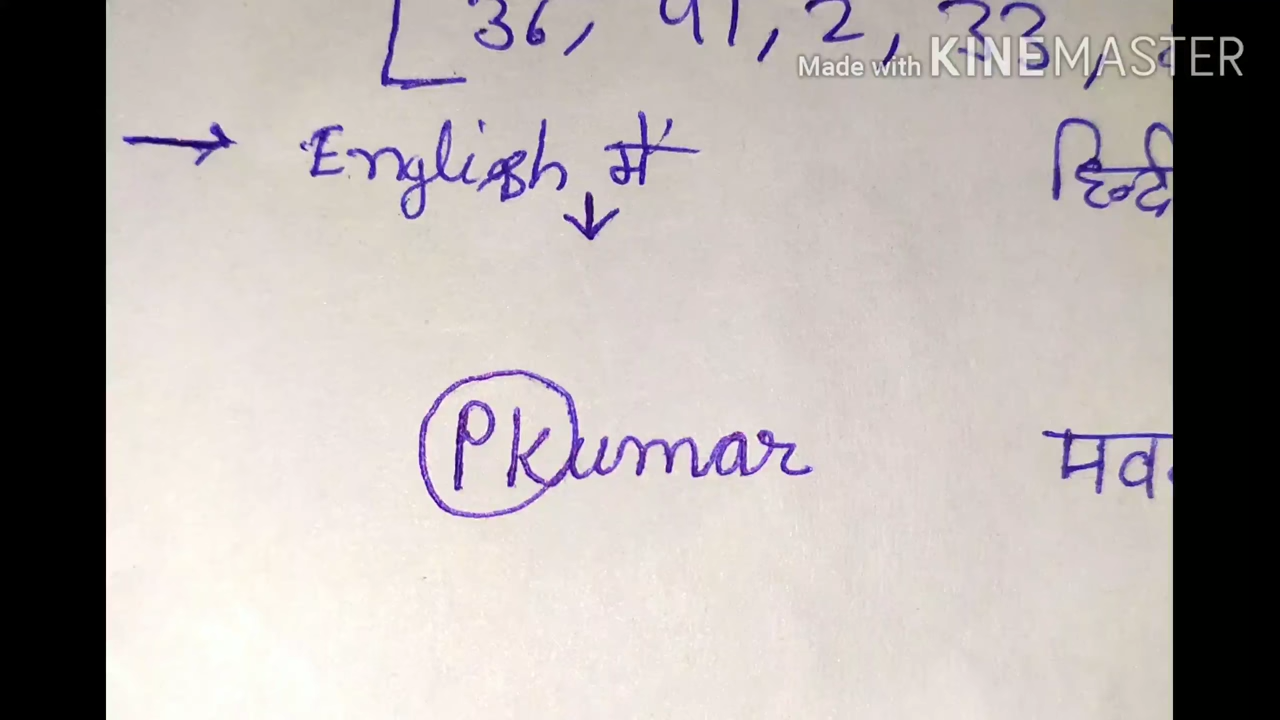 36, 91, 2, 33,
Made with KINEMASTER
→ English में हिन्दी
↓
PKumar